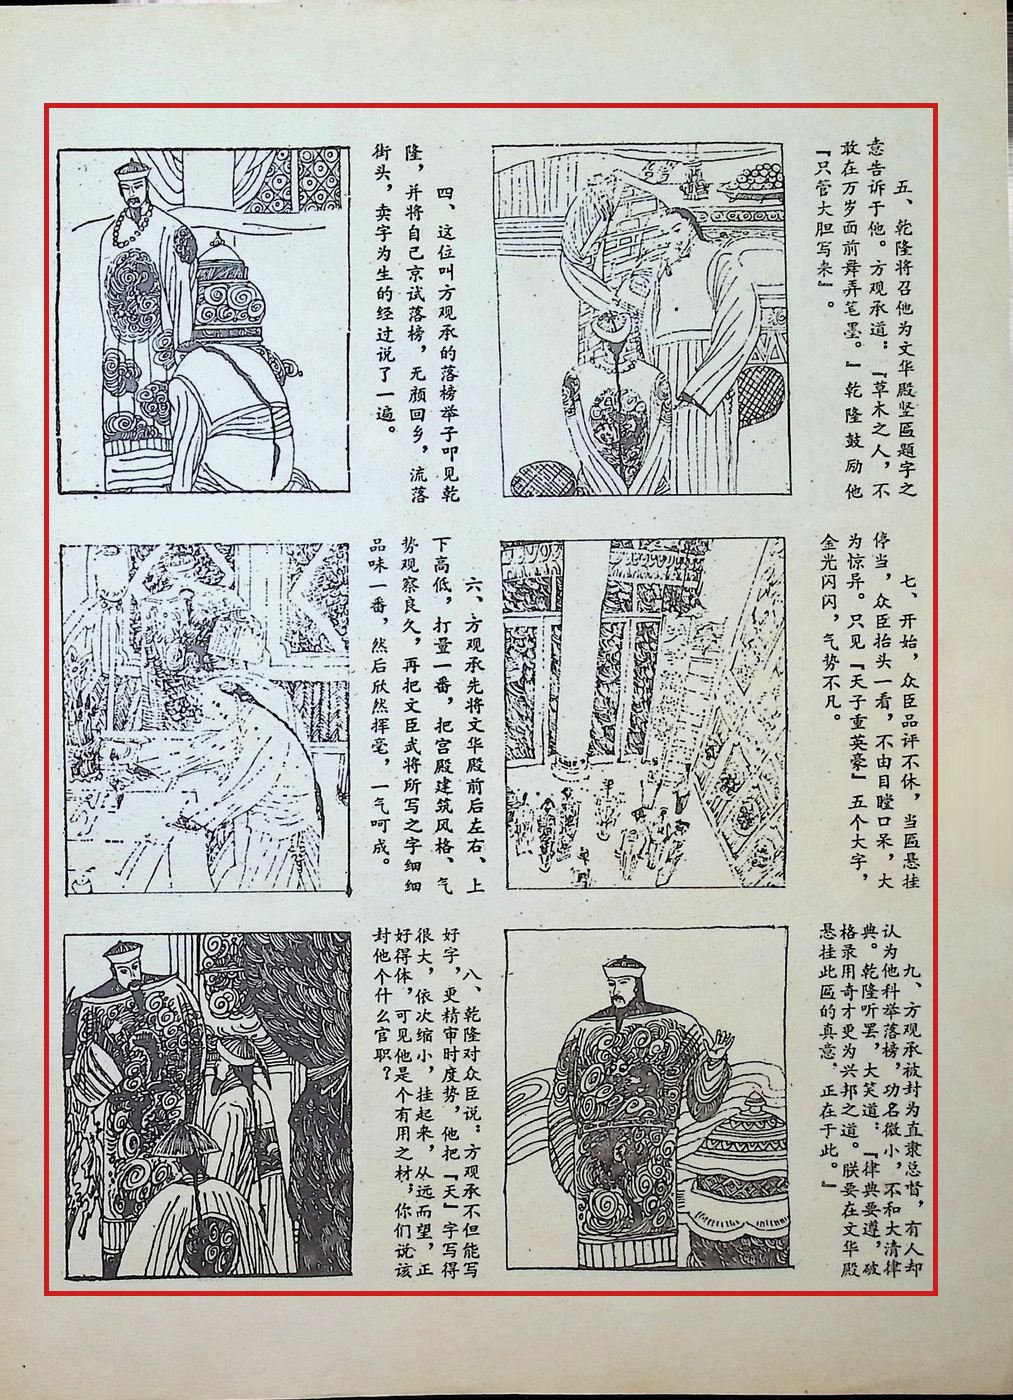 四、这位叫方观承的落榜举子叩见乾
隆，并将自己京试落榜，无颜回乡，流落
街头，卖字为生的经过说了一遍。
五、乾隆将召他为文华殿竖匾题字之
意告诉于他。方观承道：『草木之人，不
敢在万岁面前舞弄笔墨。』乾隆鼓励他
『只管大胆写来』。
六、方观承先将文华殿前后左右、上
下高低，打量一番，把宫殿建筑风格、气
势观察良久，再把文臣武将所写之字细细
品味一番，然后欣然挥毫，一气呵成。
七、开始，众臣品评不休，当匾悬挂
停当，众臣抬头一看，不由目瞪口呆，大
为惊异。只见『天子重英豪』五个大字，
金光闪闪，气势不凡。
八、乾隆对众臣说：方观承不但能写
好字，更精审时度势，他把『天』字写得
很大，依次缩小，挂起来，从远而望，正
好得体，可见他是个有用之材，你们说该
封他个什么官职？
九、方观承被封为直隶总督，有人却
认为他科举落榜，功名微小，不和大清律
典。乾隆听罢，大笑道：『律典要遵，破
格录用奇才更为兴邦之道。朕要在文华殿
悬挂此匾的真意，正在于此。』